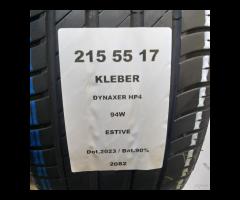 215 55 17
KLEBER
DYNAXER HP4
94W
ESTIVE
Dot.2023 / Bat.90%
2082